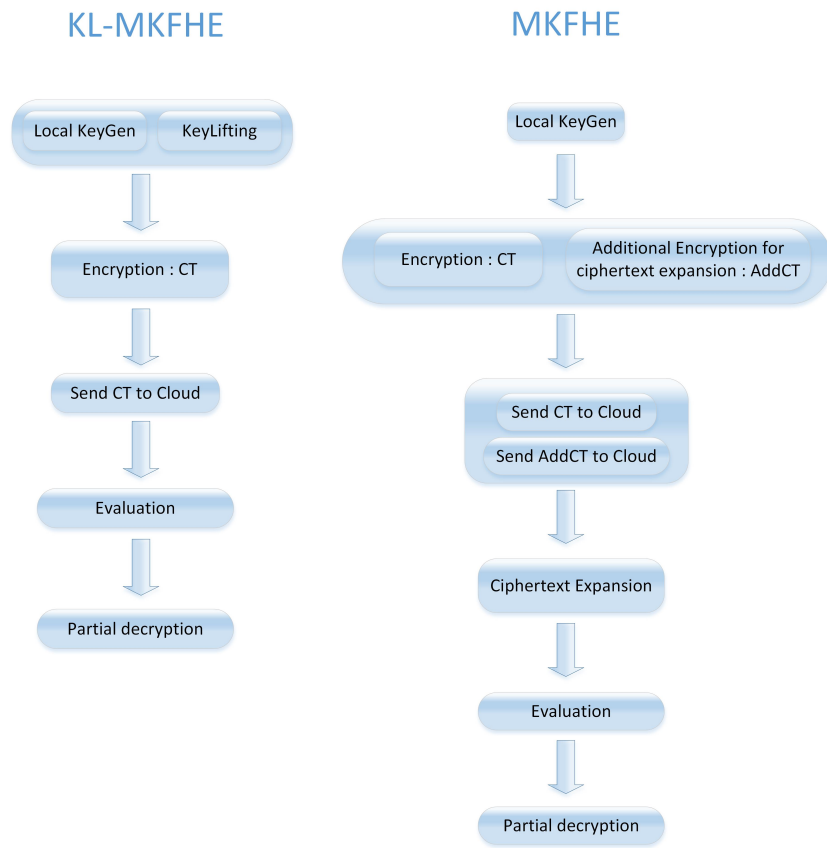 KL-MKFHE
Local KeyGen
KeyLifting
Encryption : CT
Send CT to Cloud
Evaluation
Partial decryption
MKFHE
Local KeyGen
Encryption : CT
Additional Encryption for
ciphertext expansion : AddCT
Send CT to Cloud
Send AddCT to Cloud
Ciphertext Expansion
Evaluation
Partial decryption